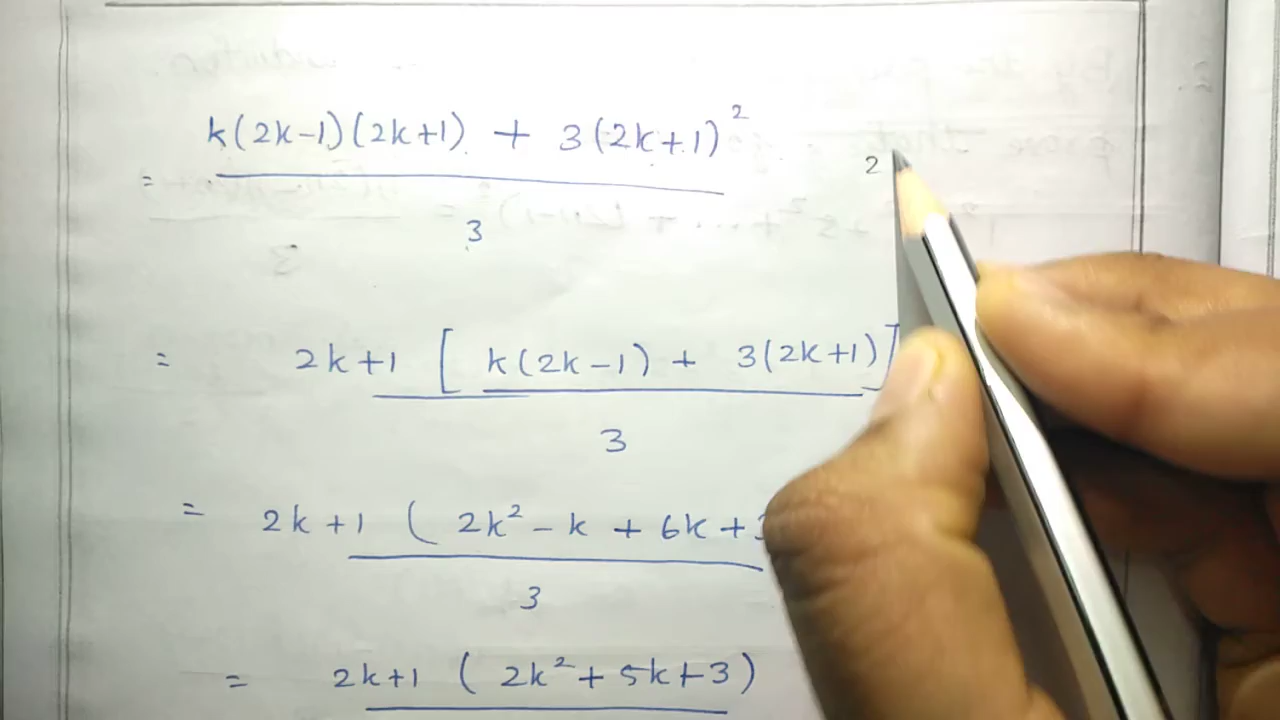 k(2k-1)(2k+1) + 3(2k+1)²
=
3
2
= 2k+1 [ k(2k-1) + 3(2k+1)]
3
= 2k+1 ( 2k² - k + 6k +
3
= 2k+1 ( 2k² + 5k+3)